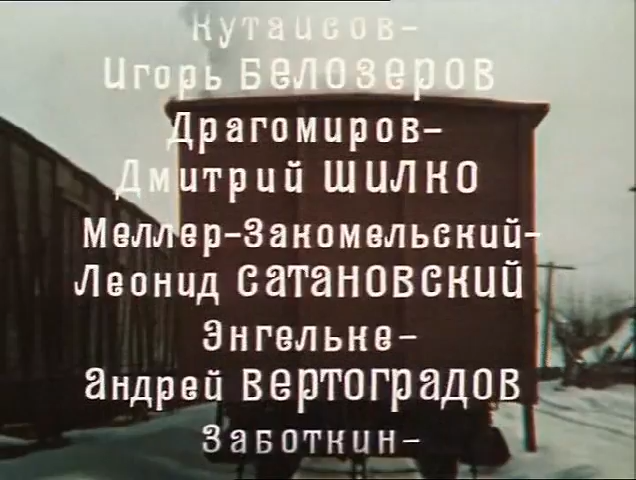 Кутаисов-
Игорь БЕЛОЗЕРОВ
Драгомиров-
Дмитрий ШИЛКО
Меллер-Закомельский-
Леонид САТАНОВСКИЙ
Энгельке-
Андрей ВЕРТОГРАДОВ
Заботкин-